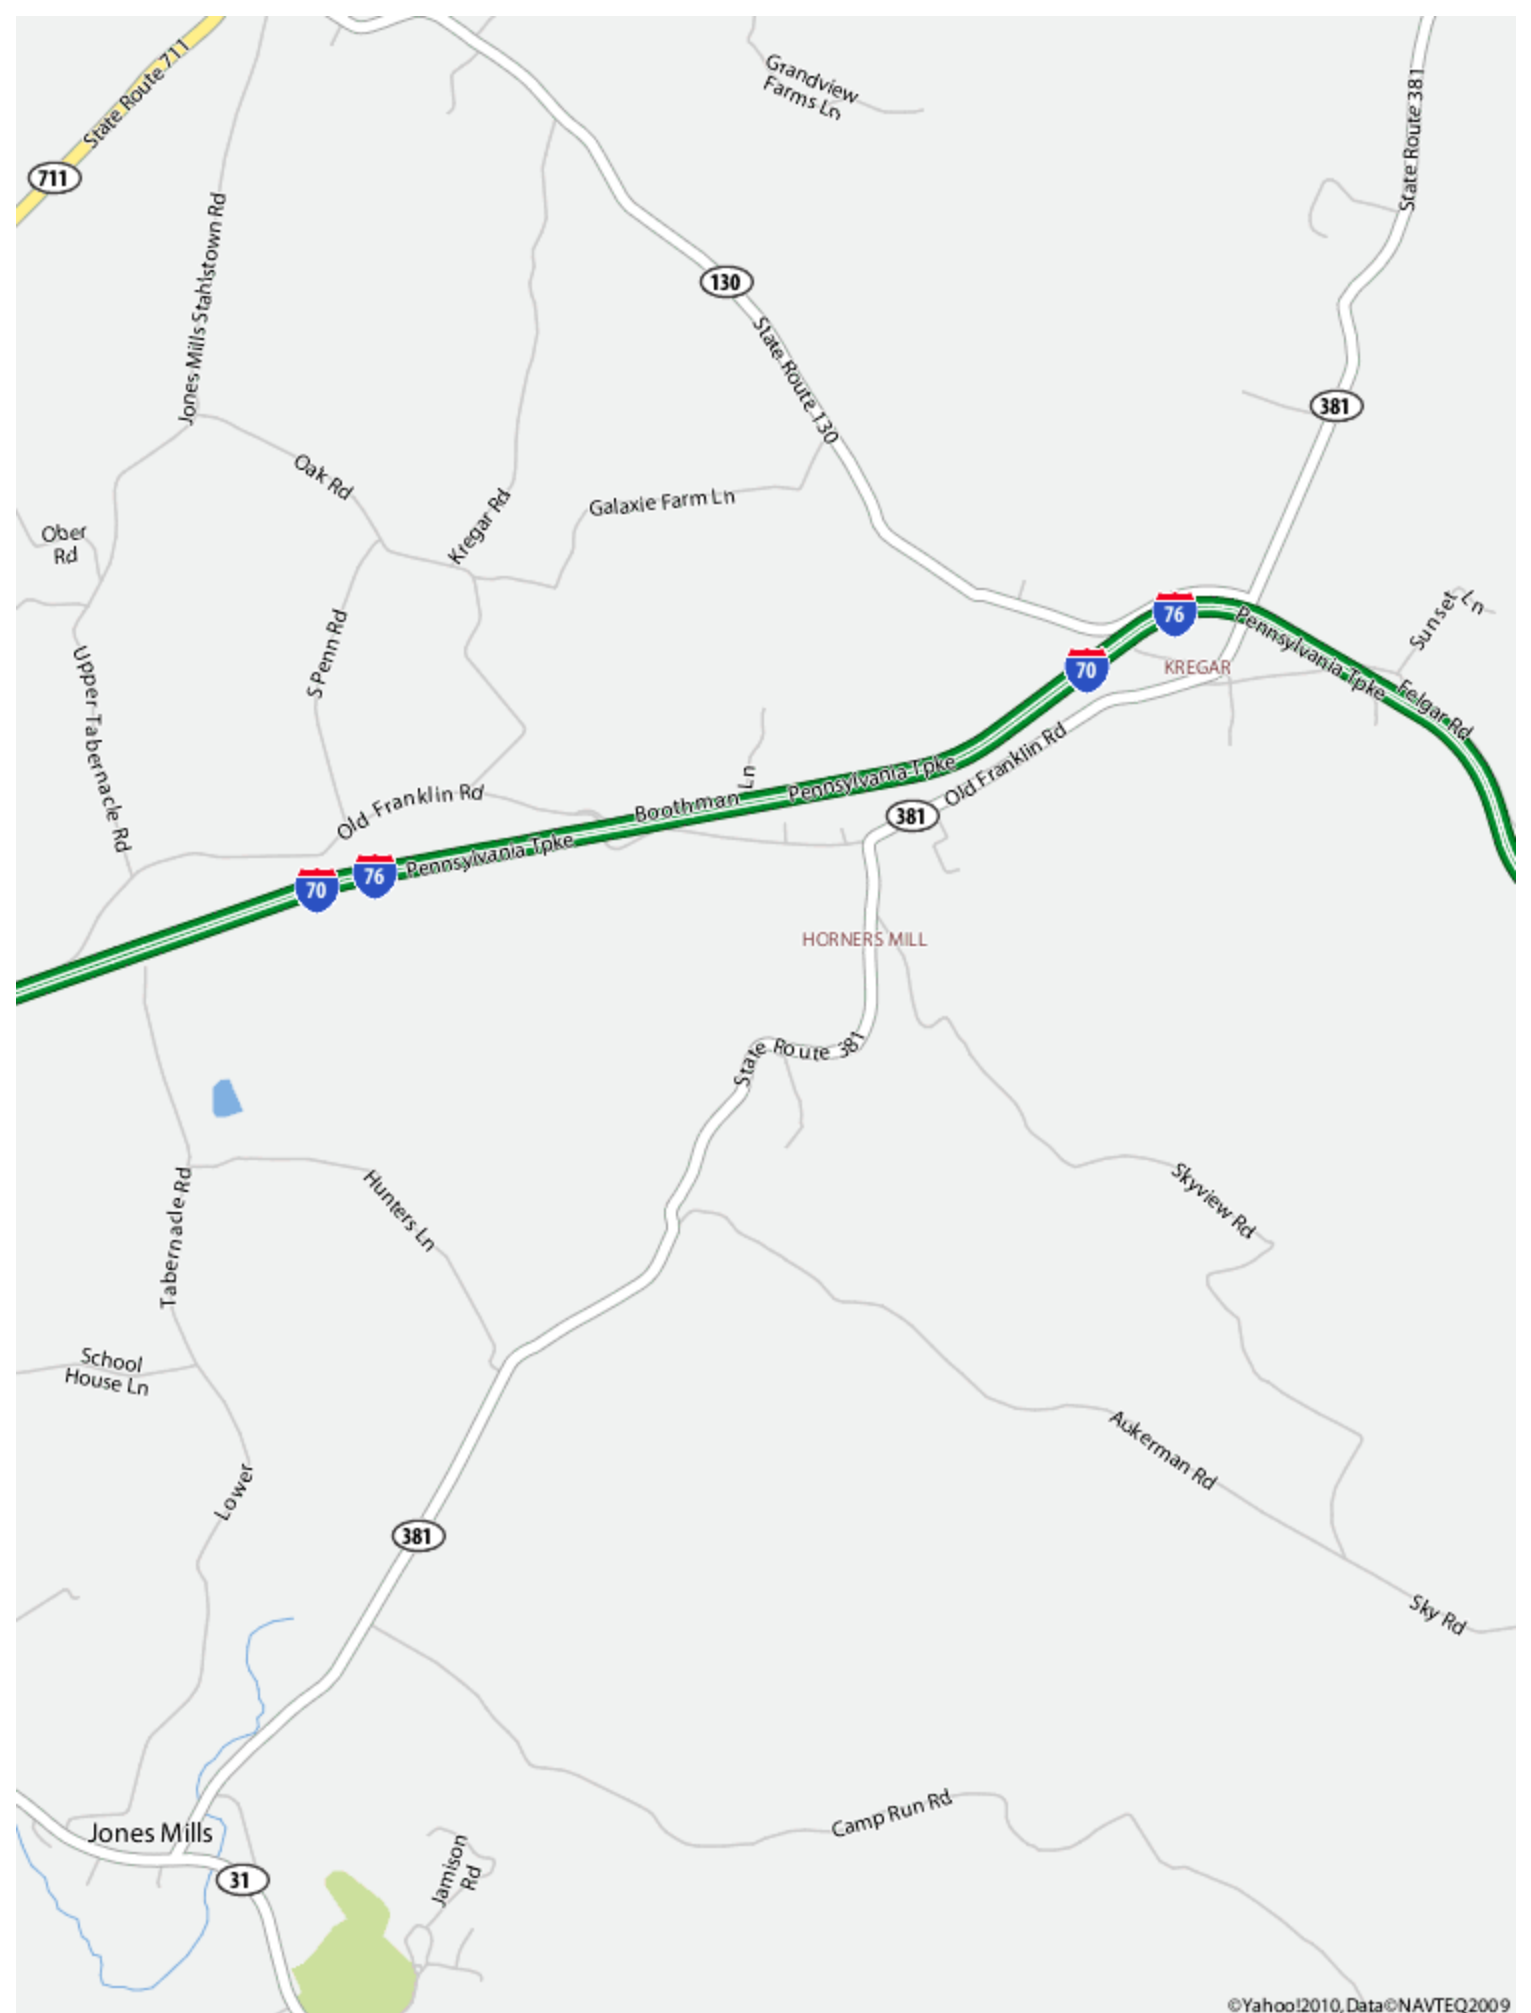 State Route 711
711
Grandview
Farms Ln
State Route 381
Jones Mills Stahlstown Rd
130
State Route 130
381
Oak Rd
Kregar Rd
Galaxie Farm Ln
Ober
Rd
S Penn Rd
Upper Tabernacle Rd
76
Pennsylvania Tpke
Sunset Ln
70
KREGAR
Felgar Rd
Old Franklin Rd
Boothman Ln
Pennsylvania Tpke
Old Franklin Rd
381
70
76
Pennsylvania Tpke
HORNERS MILL
State Route 381
Tabernacle Rd
Hunters Ln
Skyview Rd
School
House Ln
Lower
Aukerman Rd
381
Sky Rd
Camp Run Rd
Jones Mills
31
Jamison
Rd
©Yahoo!2010, Data©NAVTEQ2009